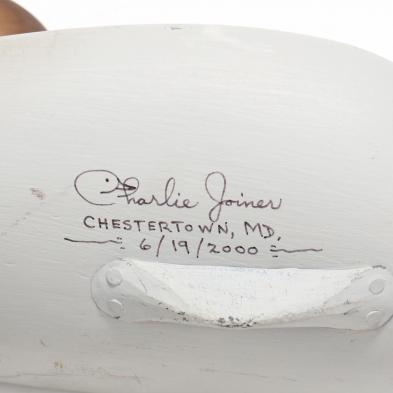 Charlie Joiner
CHESTERTOWN, MD.
6/19/2000